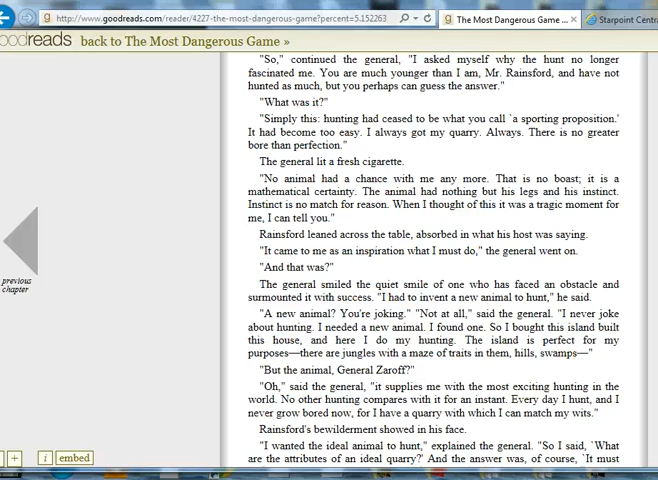 http://www.goodreads.com/reader/4227-the-most-dangerous-game?percent=5.152263
The Most Dangerous Game ...
Starpoint Centra
oodreads back to The Most Dangerous Game »
"So," continued the general, "I asked myself why the hunt no longer
fascinated me. You are much younger than I am, Mr. Rainsford, and have not
hunted as much, but you perhaps can guess the answer."
"What was it?"
"Simply this: hunting had ceased to be what you call `a sporting proposition.'
It had become too easy. I always got my quarry. Always. There is no greater
bore than perfection."
The general lit a fresh cigarette.
"No animal had a chance with me any more. That is no boast; it is a
mathematical certainty. The animal had nothing but his legs and his instinct.
Instinct is no match for reason. When I thought of this it was a tragic moment for
me, I can tell you."
Rainsford leaned across the table, absorbed in what his host was saying.
"It came to me as an inspiration what I must do," the general went on.
"And that was?"
The general smiled the quiet smile of one who has faced an obstacle and
surmounted it with success. "I had to invent a new animal to hunt," he said.
"A new animal? You're joking." "Not at all," said the general. "I never joke
about hunting. I needed a new animal. I found one. So I bought this island built
this house, and here I do my hunting. The island is perfect for my
purposes—there are jungles with a maze of traits in them, hills, swamps—"
"But the animal, General Zaroff?"
"Oh," said the general, "it supplies me with the most exciting hunting in the
world. No other hunting compares with it for an instant. Every day I hunt, and I
never grow bored now, for I have a quarry with which I can match my wits."
Rainsford's bewilderment showed in his face.
"I wanted the ideal animal to hunt," explained the general. "So I said, `What
are the attributes of an ideal quarry?' And the answer was, of course, `It must
previous
chapter
+ i embed